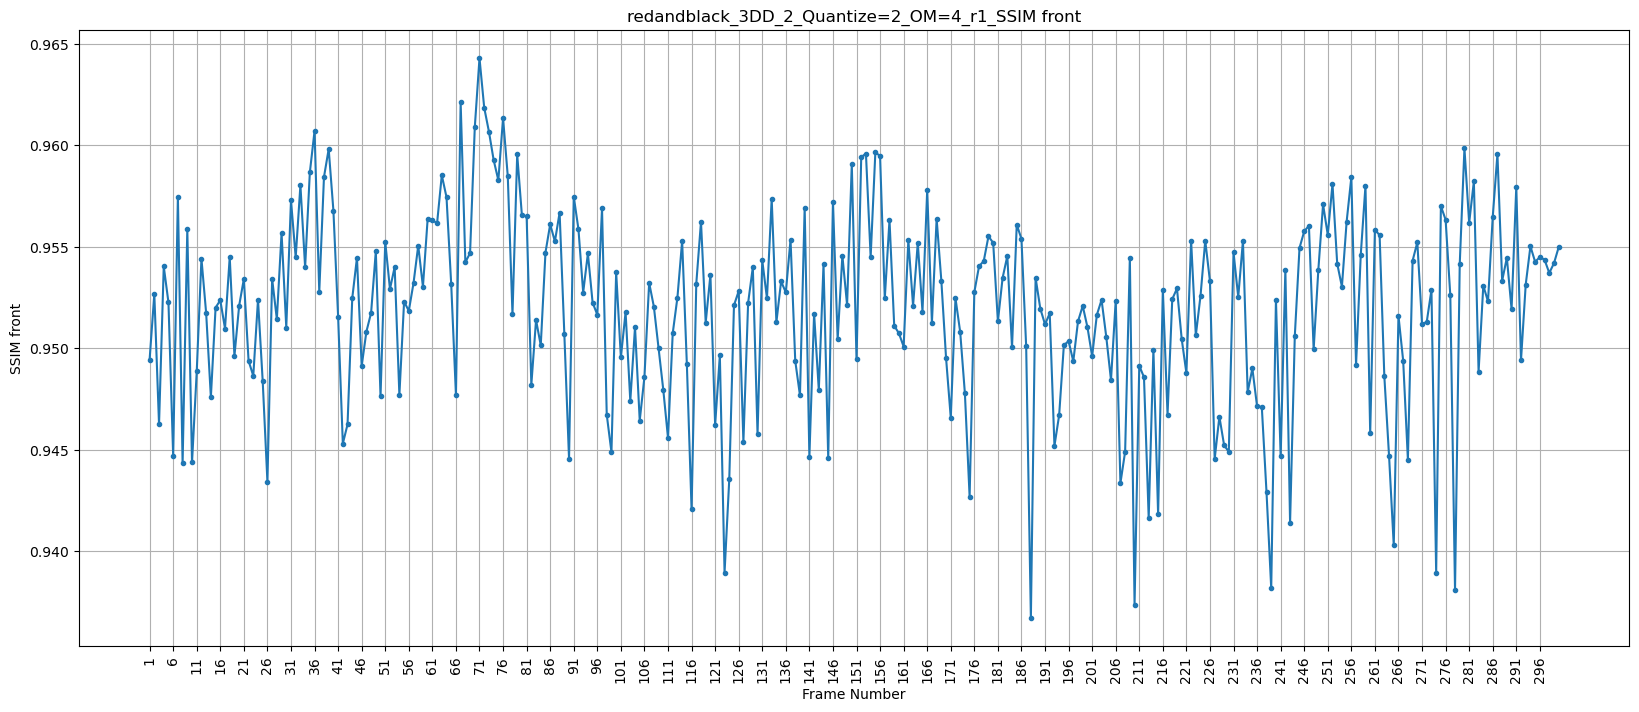 redandblack_3DD_2_Quantize=2_OM=4_r1_SSIM front
SSIM front
0.965
0.960
0.955
0.950
0.945
0.940
1 6 11 16 21 26 31 36 41 46 51 56 61 66 71 76 81 86 91 96 101 106 111 116 121 126 131 136 141 146 151 156 161 166 171 176 181 186 191 196 201 206 211 216 221 226 231 236 241 246 251 256 261 266 271 276 281 286 291 296
Frame Number